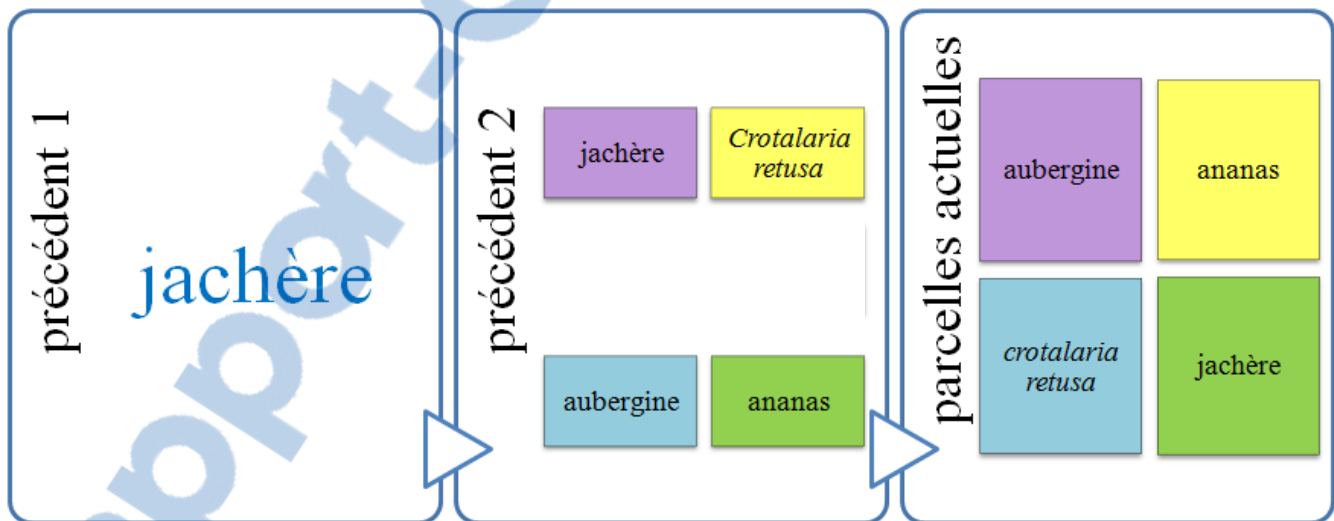 précédent 1
jachère
précédent 2
jachère
Crotalaria
retusa
aubergine
ananas
parcelles actuelles
aubergine
ananas
crotalaria
retusa
jachère